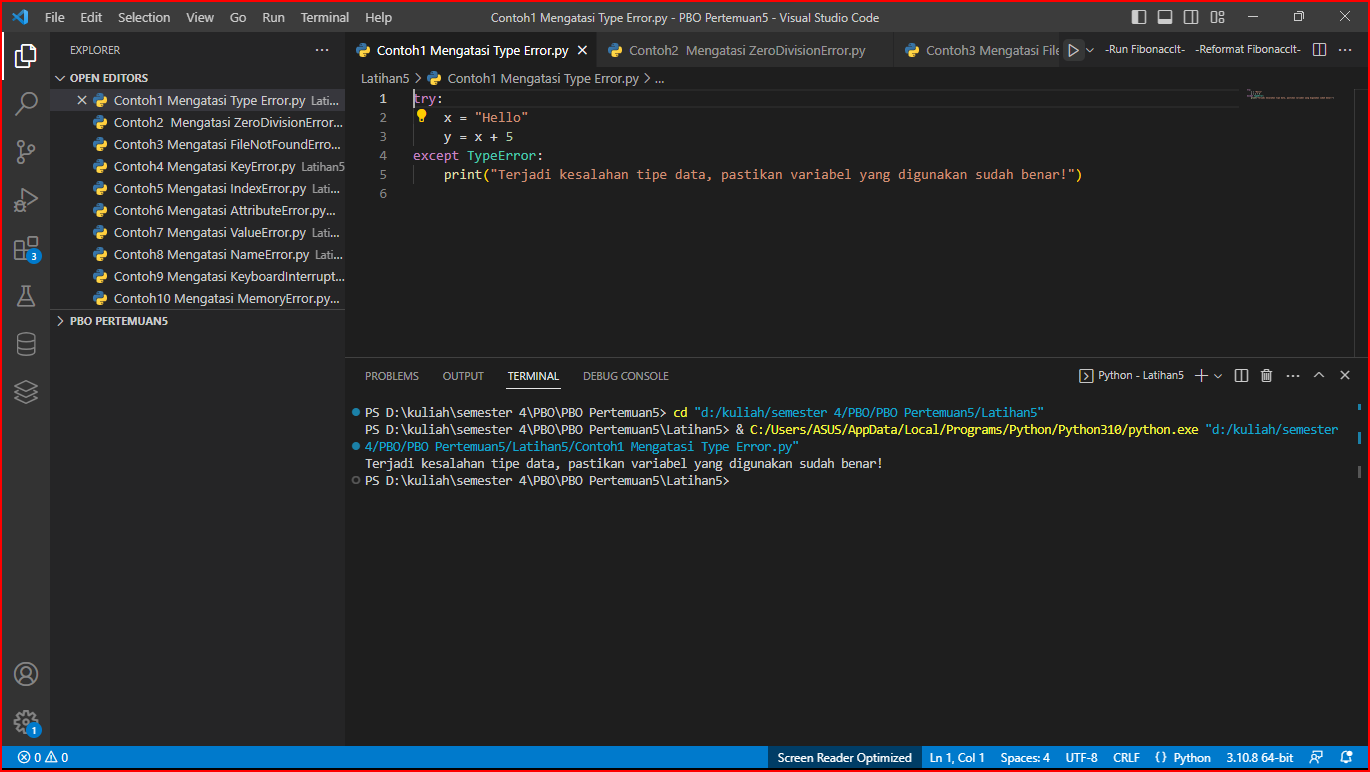 File Edit Selection View Go Run Terminal Help
Contoh1 Mengatasi Type Error.py - PBO Pertemuan5 - Visual Studio Code
EXPLORER
OPEN EDITORS
Contoh1 Mengatasi Type Error.py Lati...
Contoh2 Mengatasi ZeroDivisionError...
Contoh3 Mengatasi FileNotFoundErro...
Contoh4 Mengatasi KeyError.py Latihan5
Contoh5 Mengatasi IndexError.py Lati...
Contoh6 Mengatasi AttributeError.py...
Contoh7 Mengatasi ValueError.py Lati...
Contoh8 Mengatasi NameError.py Lati...
Contoh9 Mengatasi KeyboardInterrupt...
Contoh10 Mengatasi MemoryError.py...
PBO PERTEMUAN5
3
1
Contoh1 Mengatasi Type Error.py Contoh2 Mengatasi ZeroDivisionError.py Contoh3 Mengatasi File -Run Fibonaccit- -Reformat Fibonaccit-
Latihan5 > Contoh1 Mengatasi Type Error.py > ...
1 try:
2     x = "Hello"
3     y = x + 5
4 except TypeError:
5     print("Terjadi kesalahan tipe data, pastikan variabel yang digunakan sudah benar!")
6
PROBLEMS OUTPUT TERMINAL DEBUG CONSOLE Python - Latihan5
PS D:\kuliah\semester 4\PBO\PBO Pertemuan5> cd "d:/kuliah/semester 4/PBO/PBO Pertemuan5/Latihan5"
PS D:\kuliah\semester 4\PBO\PBO Pertemuan5\Latihan5> & C:/Users/ASUS/AppData/Local/Programs/Python/Python310/python.exe "d:/kuliah/semester
4/PBO/PBO Pertemuan5/Latihan5/Contoh1 Mengatasi Type Error.py"
Terjadi kesalahan tipe data, pastikan variabel yang digunakan sudah benar!
PS D:\kuliah\semester 4\PBO\PBO Pertemuan5\Latihan5>
0 0 Screen Reader Optimized Ln 1, Col 1 Spaces: 4 UTF-8 CRLF {} Python 3.10.8 64-bit